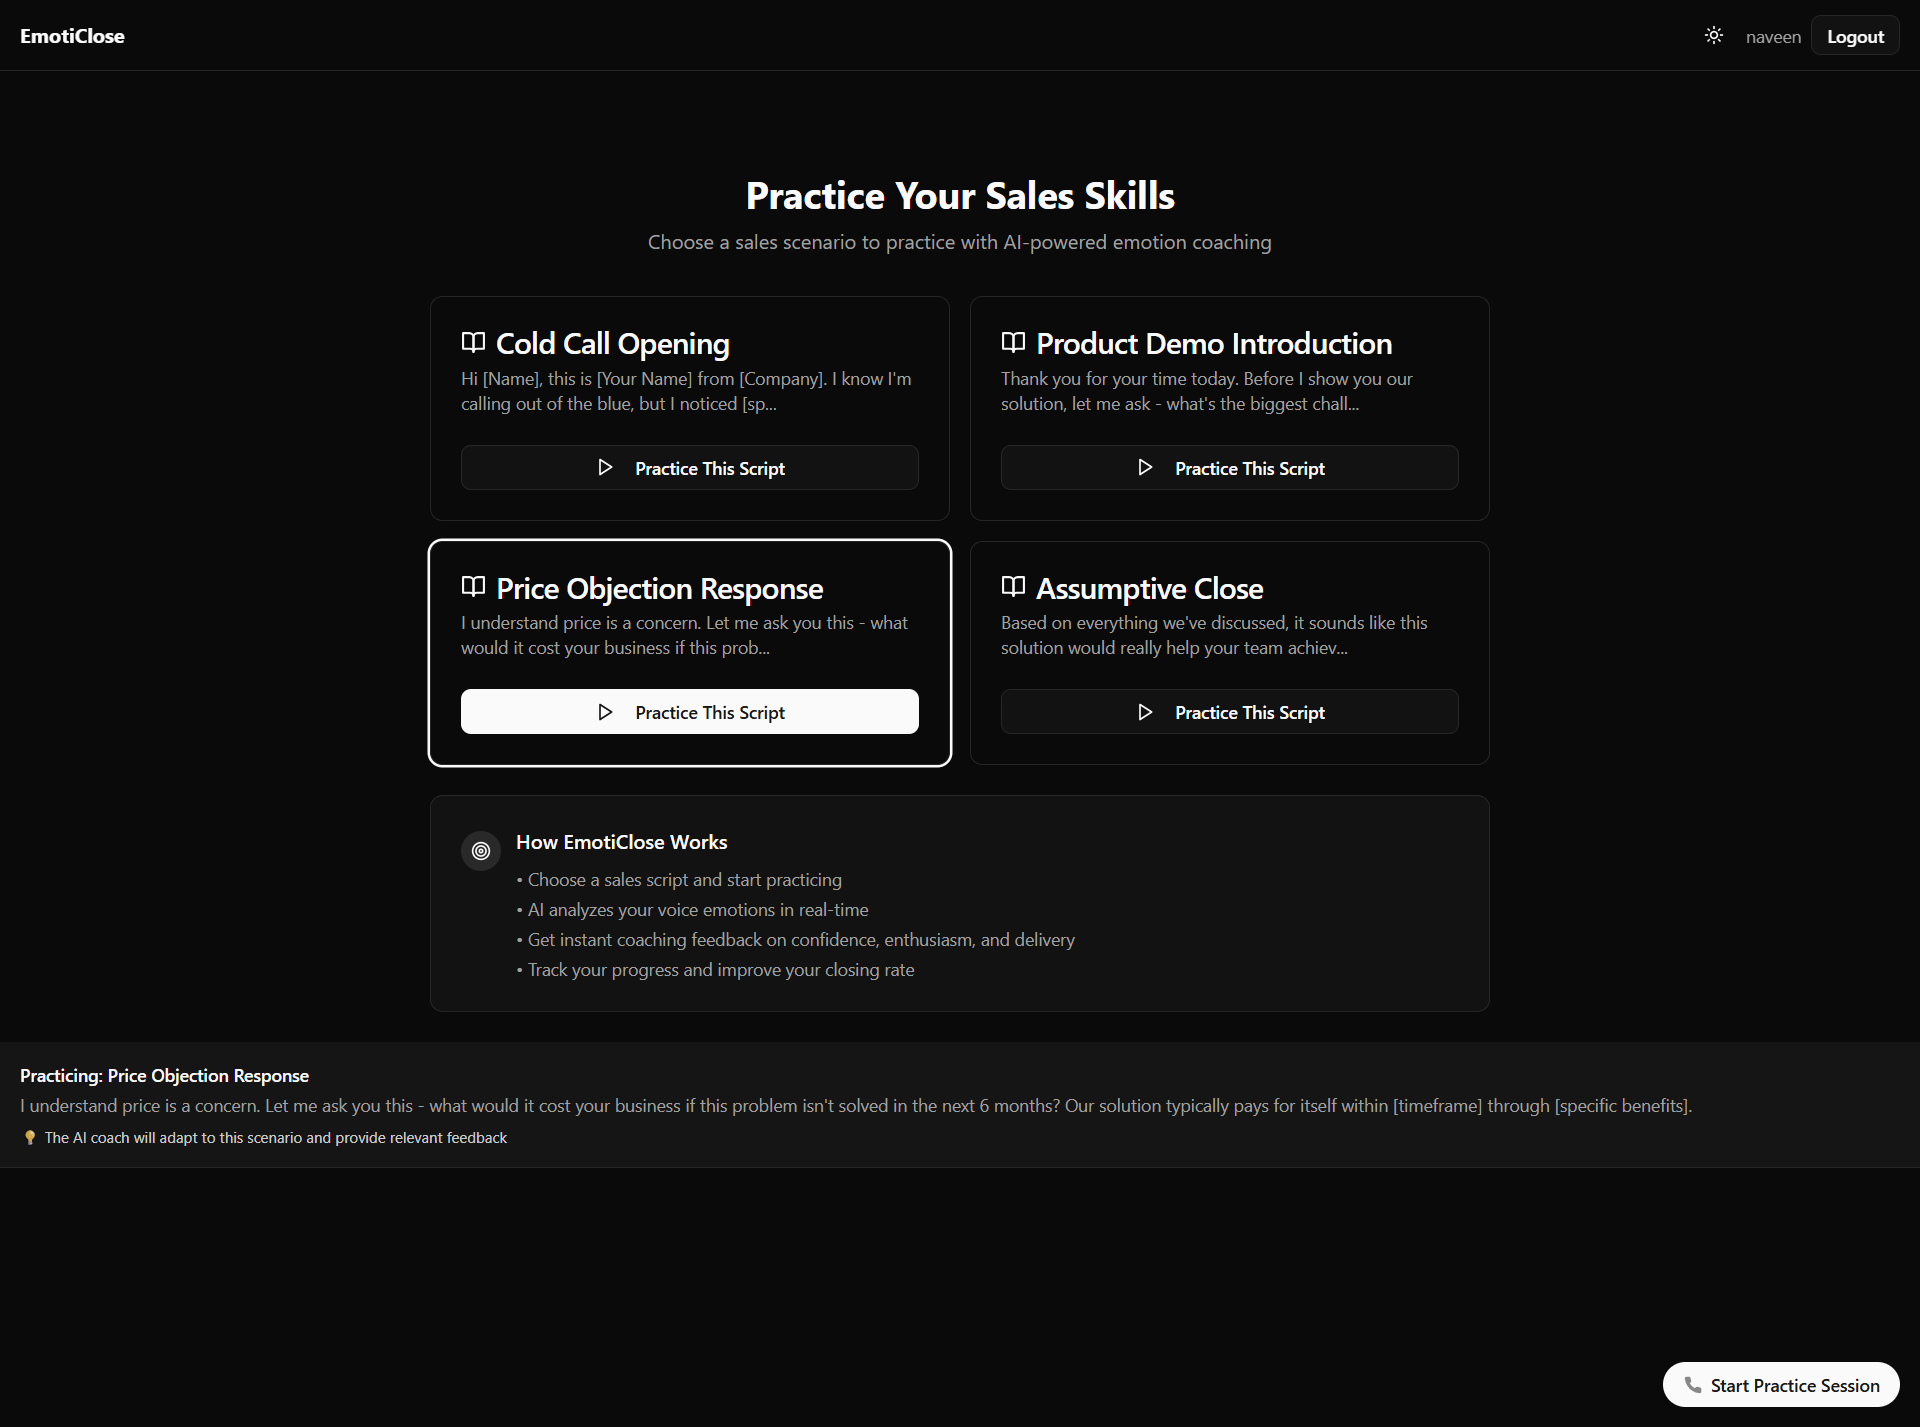 EmotiClose
naveen
Logout
Practice Your Sales Skills
Choose a sales scenario to practice with AI-powered emotion coaching
Cold Call Opening
Hi [Name], this is [Your Name] from [Company]. I know I'm
calling out of the blue, but I noticed [sp...
Practice This Script
Product Demo Introduction
Thank you for your time today. Before I show you our
solution, let me ask - what's the biggest chall...
Practice This Script
Price Objection Response
I understand price is a concern. Let me ask you this - what
would it cost your business if this prob...
Practice This Script
Assumptive Close
Based on everything we've discussed, it sounds like this
solution would really help your team achiev...
Practice This Script
How EmotiClose Works
• Choose a sales script and start practicing
• AI analyzes your voice emotions in real-time
• Get instant coaching feedback on confidence, enthusiasm, and delivery
• Track your progress and improve your closing rate
Practicing: Price Objection Response
I understand price is a concern. Let me ask you this - what would it cost your business if this problem isn't solved in the next 6 months? Our solution typically pays for itself within [timeframe] through [specific benefits].
💡 The AI coach will adapt to this scenario and provide relevant feedback
Start Practice Session